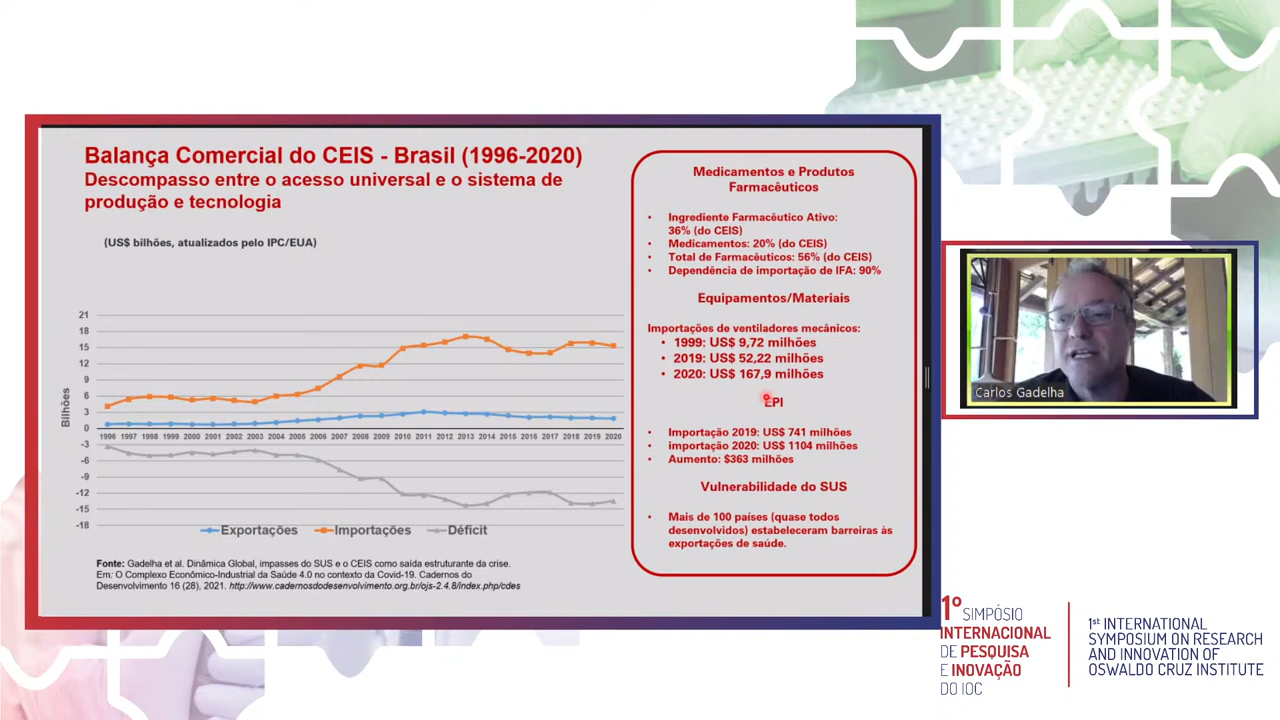 Balança Comercial do CEIS - Brasil (1996-2020)
Descompasso entre o acesso universal e o sistema de
produção e tecnologia
(US$ bilhões, atualizados pelo IPC/EUA)
21
18
15
12
9
6
3
0
-3
-6
-9
-12
-15
-18
Bilhões
1996 1997 1998 1999 2000 2001 2002 2003 2004 2005 2006 2007 2008 2009 2010 2011 2012 2013 2014 2015 2016 2017 2018 2019 2020
Exportações Importações Déficit
Fonte: Gadelha et al. Dinâmica Global, impasses do SUS e o CEIS como saída estruturante da crise.
Em: O Complexo Econômico-Industrial da Saúde 4.0 no contexto da Covid-19. Cadernos do
Desenvolvimento 16 (28), 2021. http://www.cadernosdodesenvolvimento.org.br/ojs-2.4.8/index.php/cdes
Medicamentos e Produtos
Farmacêuticos
• Ingrediente Farmacêutico Ativo:
36% (do CEIS)
• Medicamentos: 20% (do CEIS)
• Total de Farmacêuticos: 56% (do CEIS)
• Dependência de importação de IFA: 90%
Equipamentos/Materiais
Importações de ventiladores mecânicos:
• 1999: US$ 9,72 milhões
• 2019: US$ 52,22 milhões
• 2020: US$ 167,9 milhões
EPI
• Importação 2019: US$ 741 milhões
• importação 2020: US$ 1104 milhões
• Aumento: $363 milhões
Vulnerabilidade do SUS
• Mais de 100 países (quase todos
desenvolvidos) estabeleceram barreiras às
exportações de saúde.
Carlos Gadelha
1º SIMPÓSIO
INTERNACIONAL
DE PESQUISA
E INOVAÇÃO
DO IOC
1st INTERNATIONAL
SYMPOSIUM ON RESEARCH
AND INNOVATION OF
OSWALDO CRUZ INSTITUTE